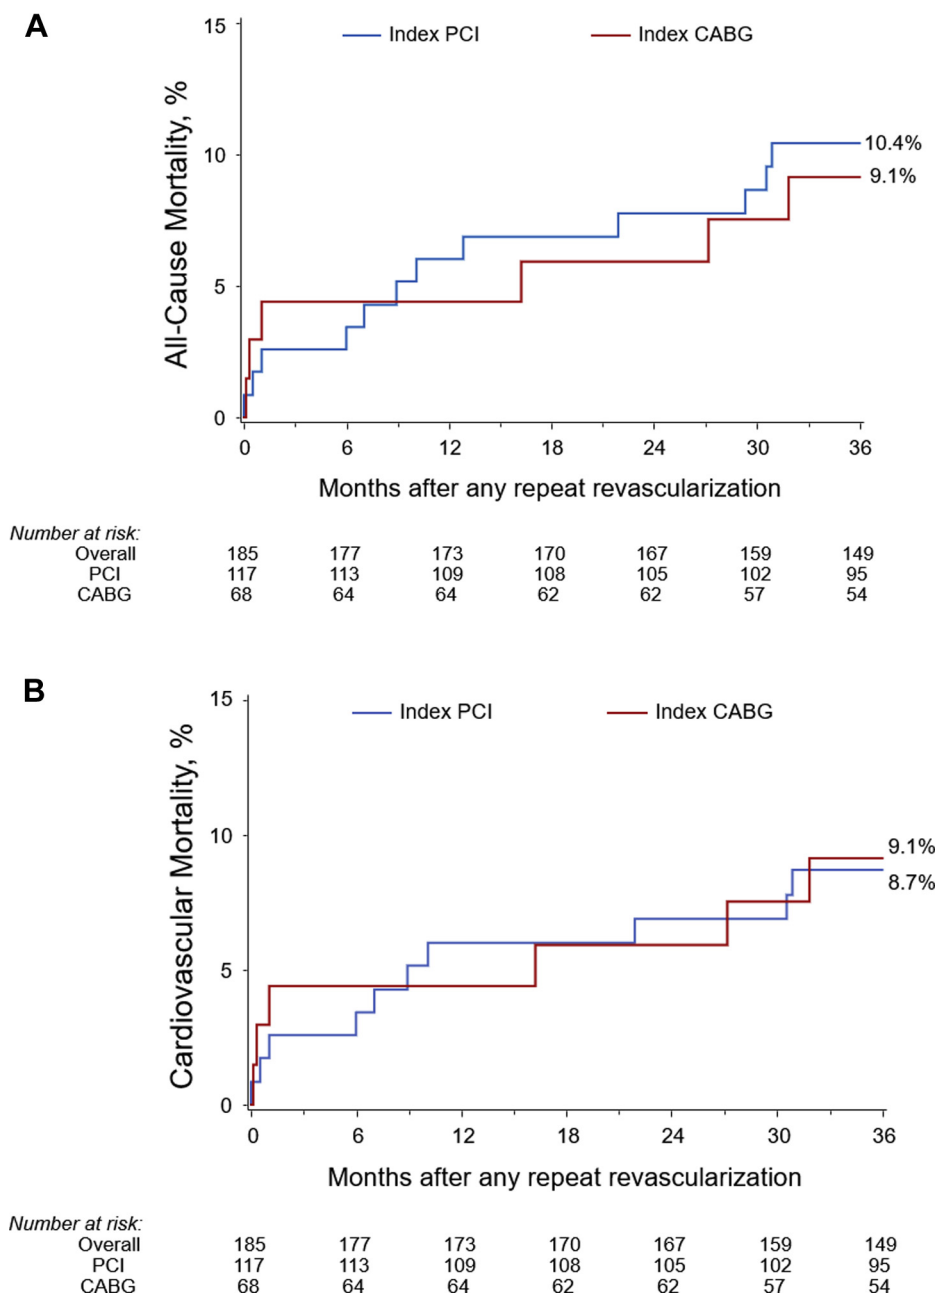 A
Index PCI Index CABG
15
10
5
0
All-Cause Mortality, %
10.4%
9.1%
0 6 12 18 24 30 36
Months after any repeat revascularization
Number at risk:
Overall 185 177 173 170 167 159 149
PCI 117 113 109 108 105 102 95
CABG 68 64 64 62 62 57 54
B
Index PCI Index CABG
15
10
5
0
Cardiovascular Mortality, %
9.1%
8.7%
0 6 12 18 24 30 36
Months after any repeat revascularization
Number at risk:
Overall 185 177 173 170 167 159 149
PCI 117 113 109 108 105 102 95
CABG 68 64 64 62 62 57 54